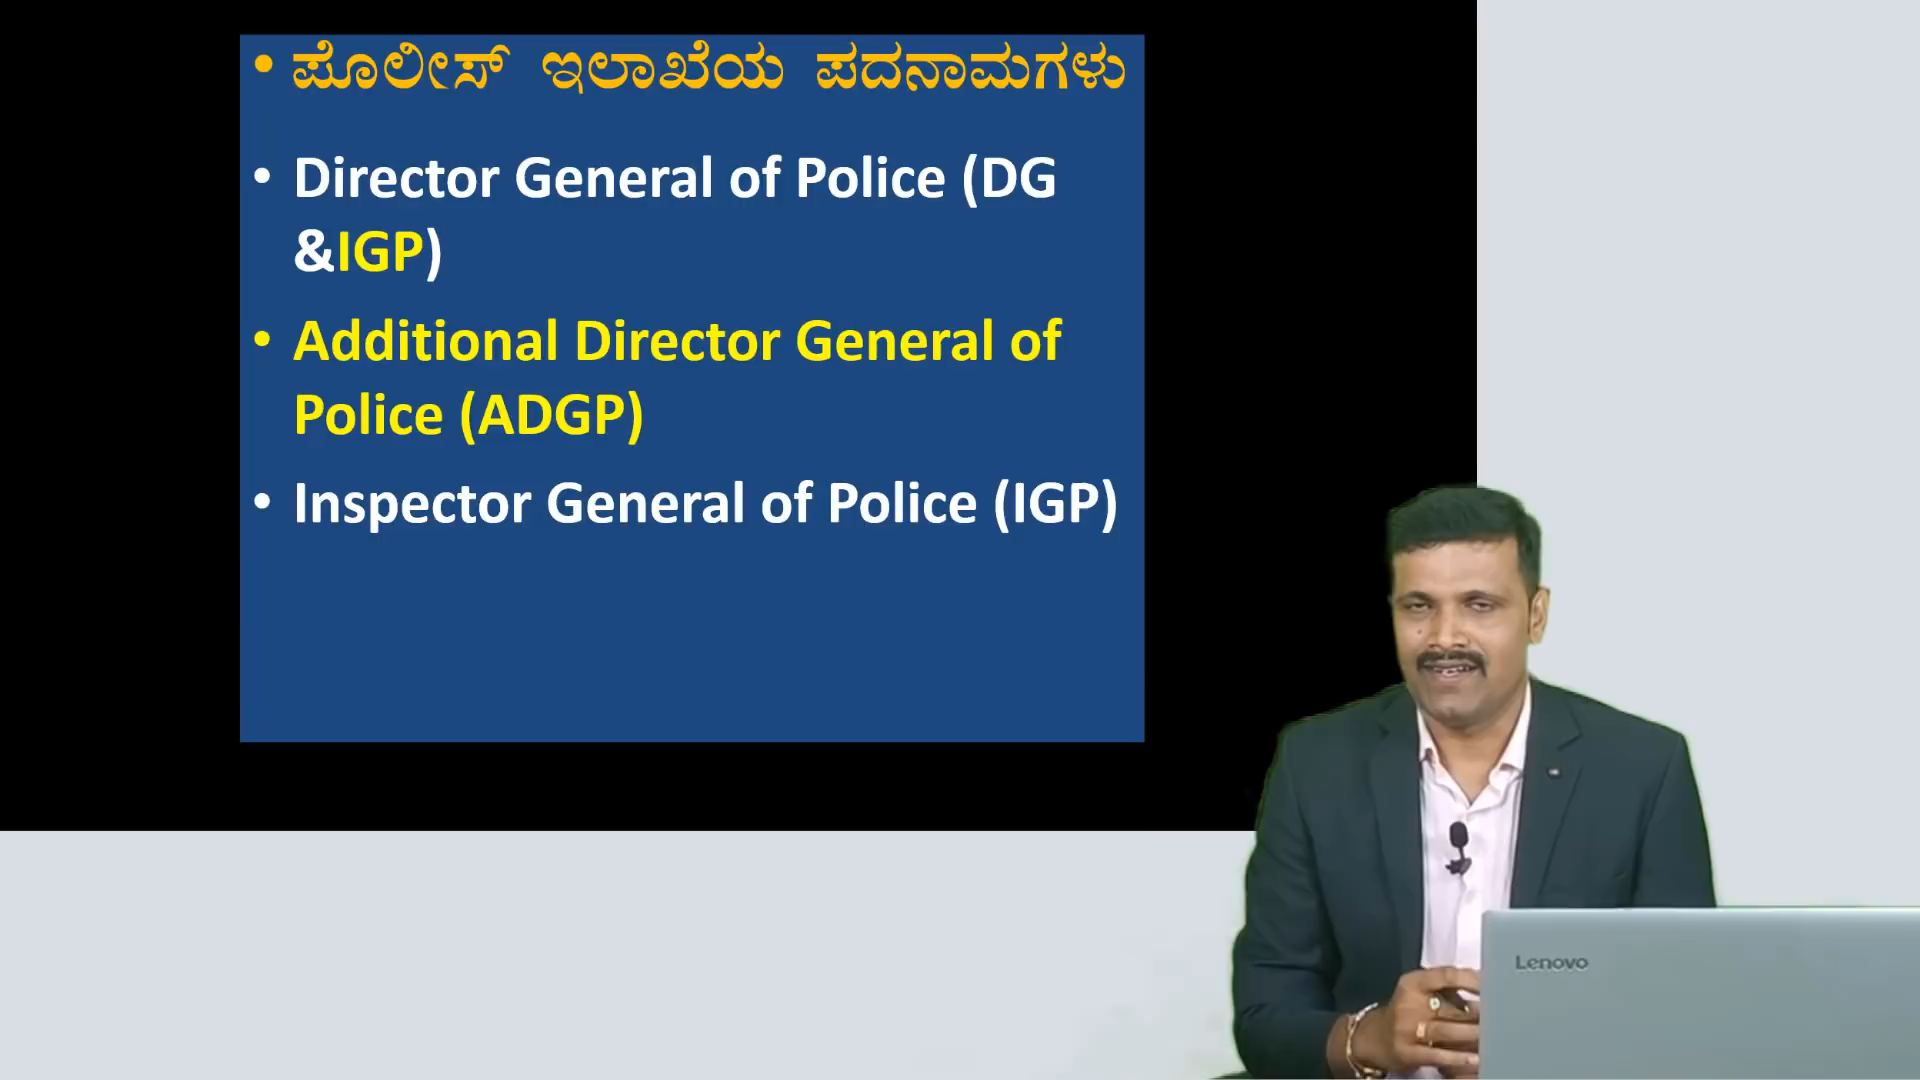 • ಪೊಲೀಸ್ ಇಲಾಖೆಯ ಪದನಾಮಗಳು
• Director General of Police (DG
&IGP)
• Additional Director General of
Police (ADGP)
• Inspector General of Police (IGP)
Lenovo